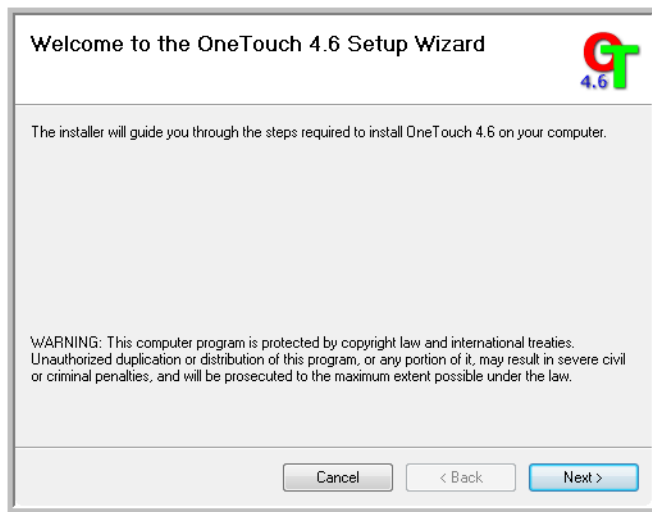 Welcome to the OneTouch 4.6 Setup Wizard
OT
4.6
The installer will guide you through the steps required to install OneTouch 4.6 on your computer.
WARNING: This computer program is protected by copyright law and international treaties.
Unauthorized duplication or distribution of this program, or any portion of it, may result in severe civil
or criminal penalties, and will be prosecuted to the maximum extent possible under the law.
Cancel
< Back
Next >